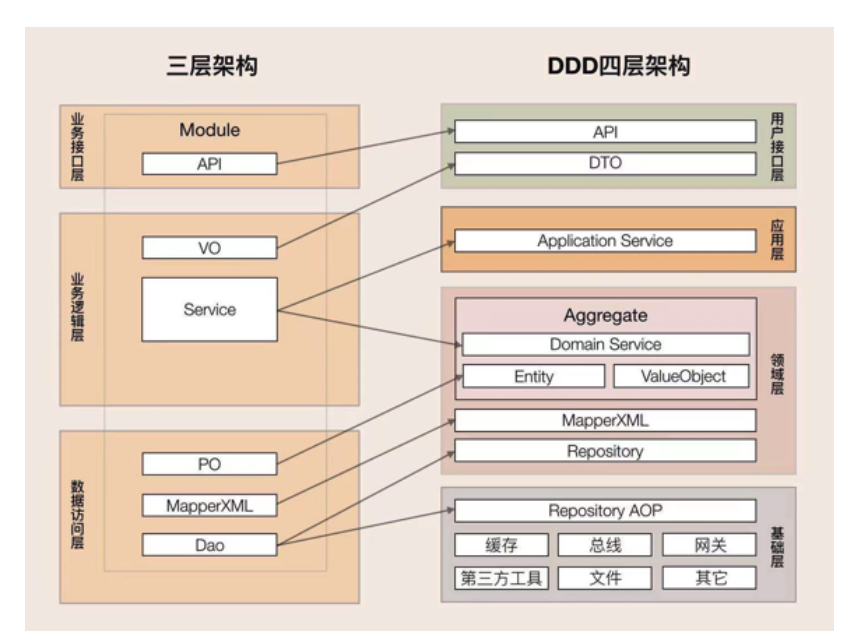 三层架构
DDD四层架构
业务接口层
Module
API
业务逻辑层
VO
Service
数据访问层
PO
MapperXML
Dao
API
DTO
用户接口层
Application Service
应用层
Aggregate
Domain Service
Entity
ValueObject
MapperXML
Repository
领域层
Repository AOP
缓存
总线
网关
第三方工具
文件
其它
基础层